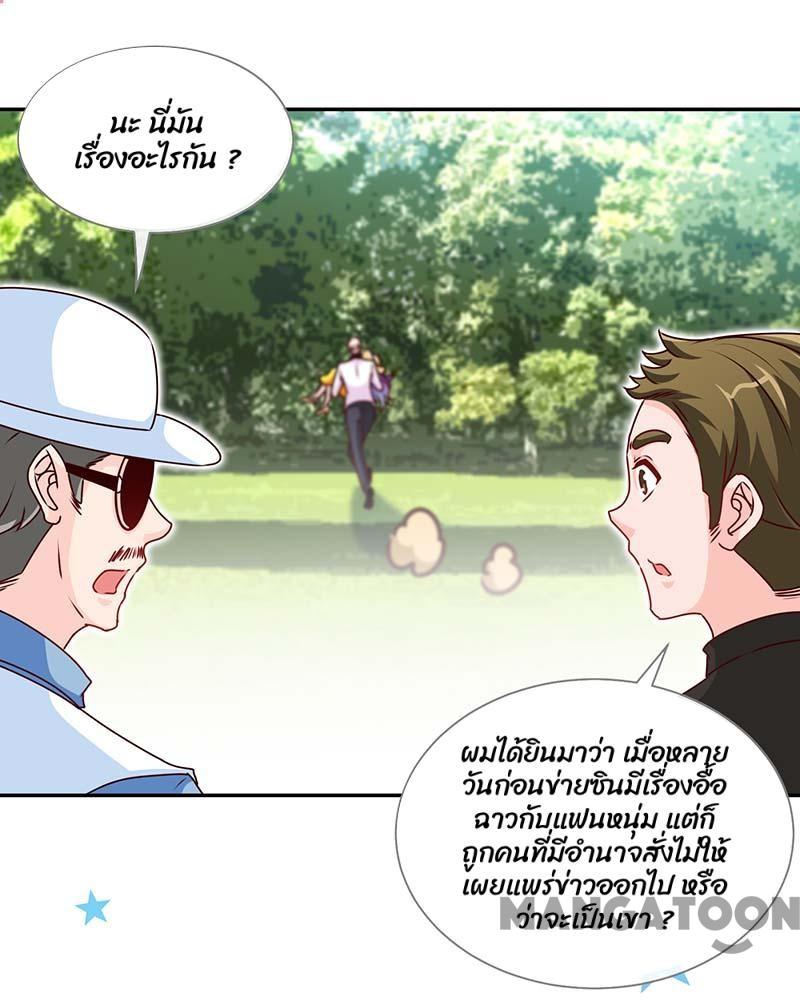 นะ นี่มัน
เรื่องอะไรกัน ?
ผมได้ยินมาว่า เมื่อหลาย
วันก่อนข่ายซินมีเรื่องอื้อ
ฉาวกับแฟนหนุ่ม แต่ก็
ถูกคนที่มีอำนาจสั่งไม่ให้
เผยแพร่ข่าวออกไป หรือ
ว่าจะเป็นเขา ?
MANGATOON